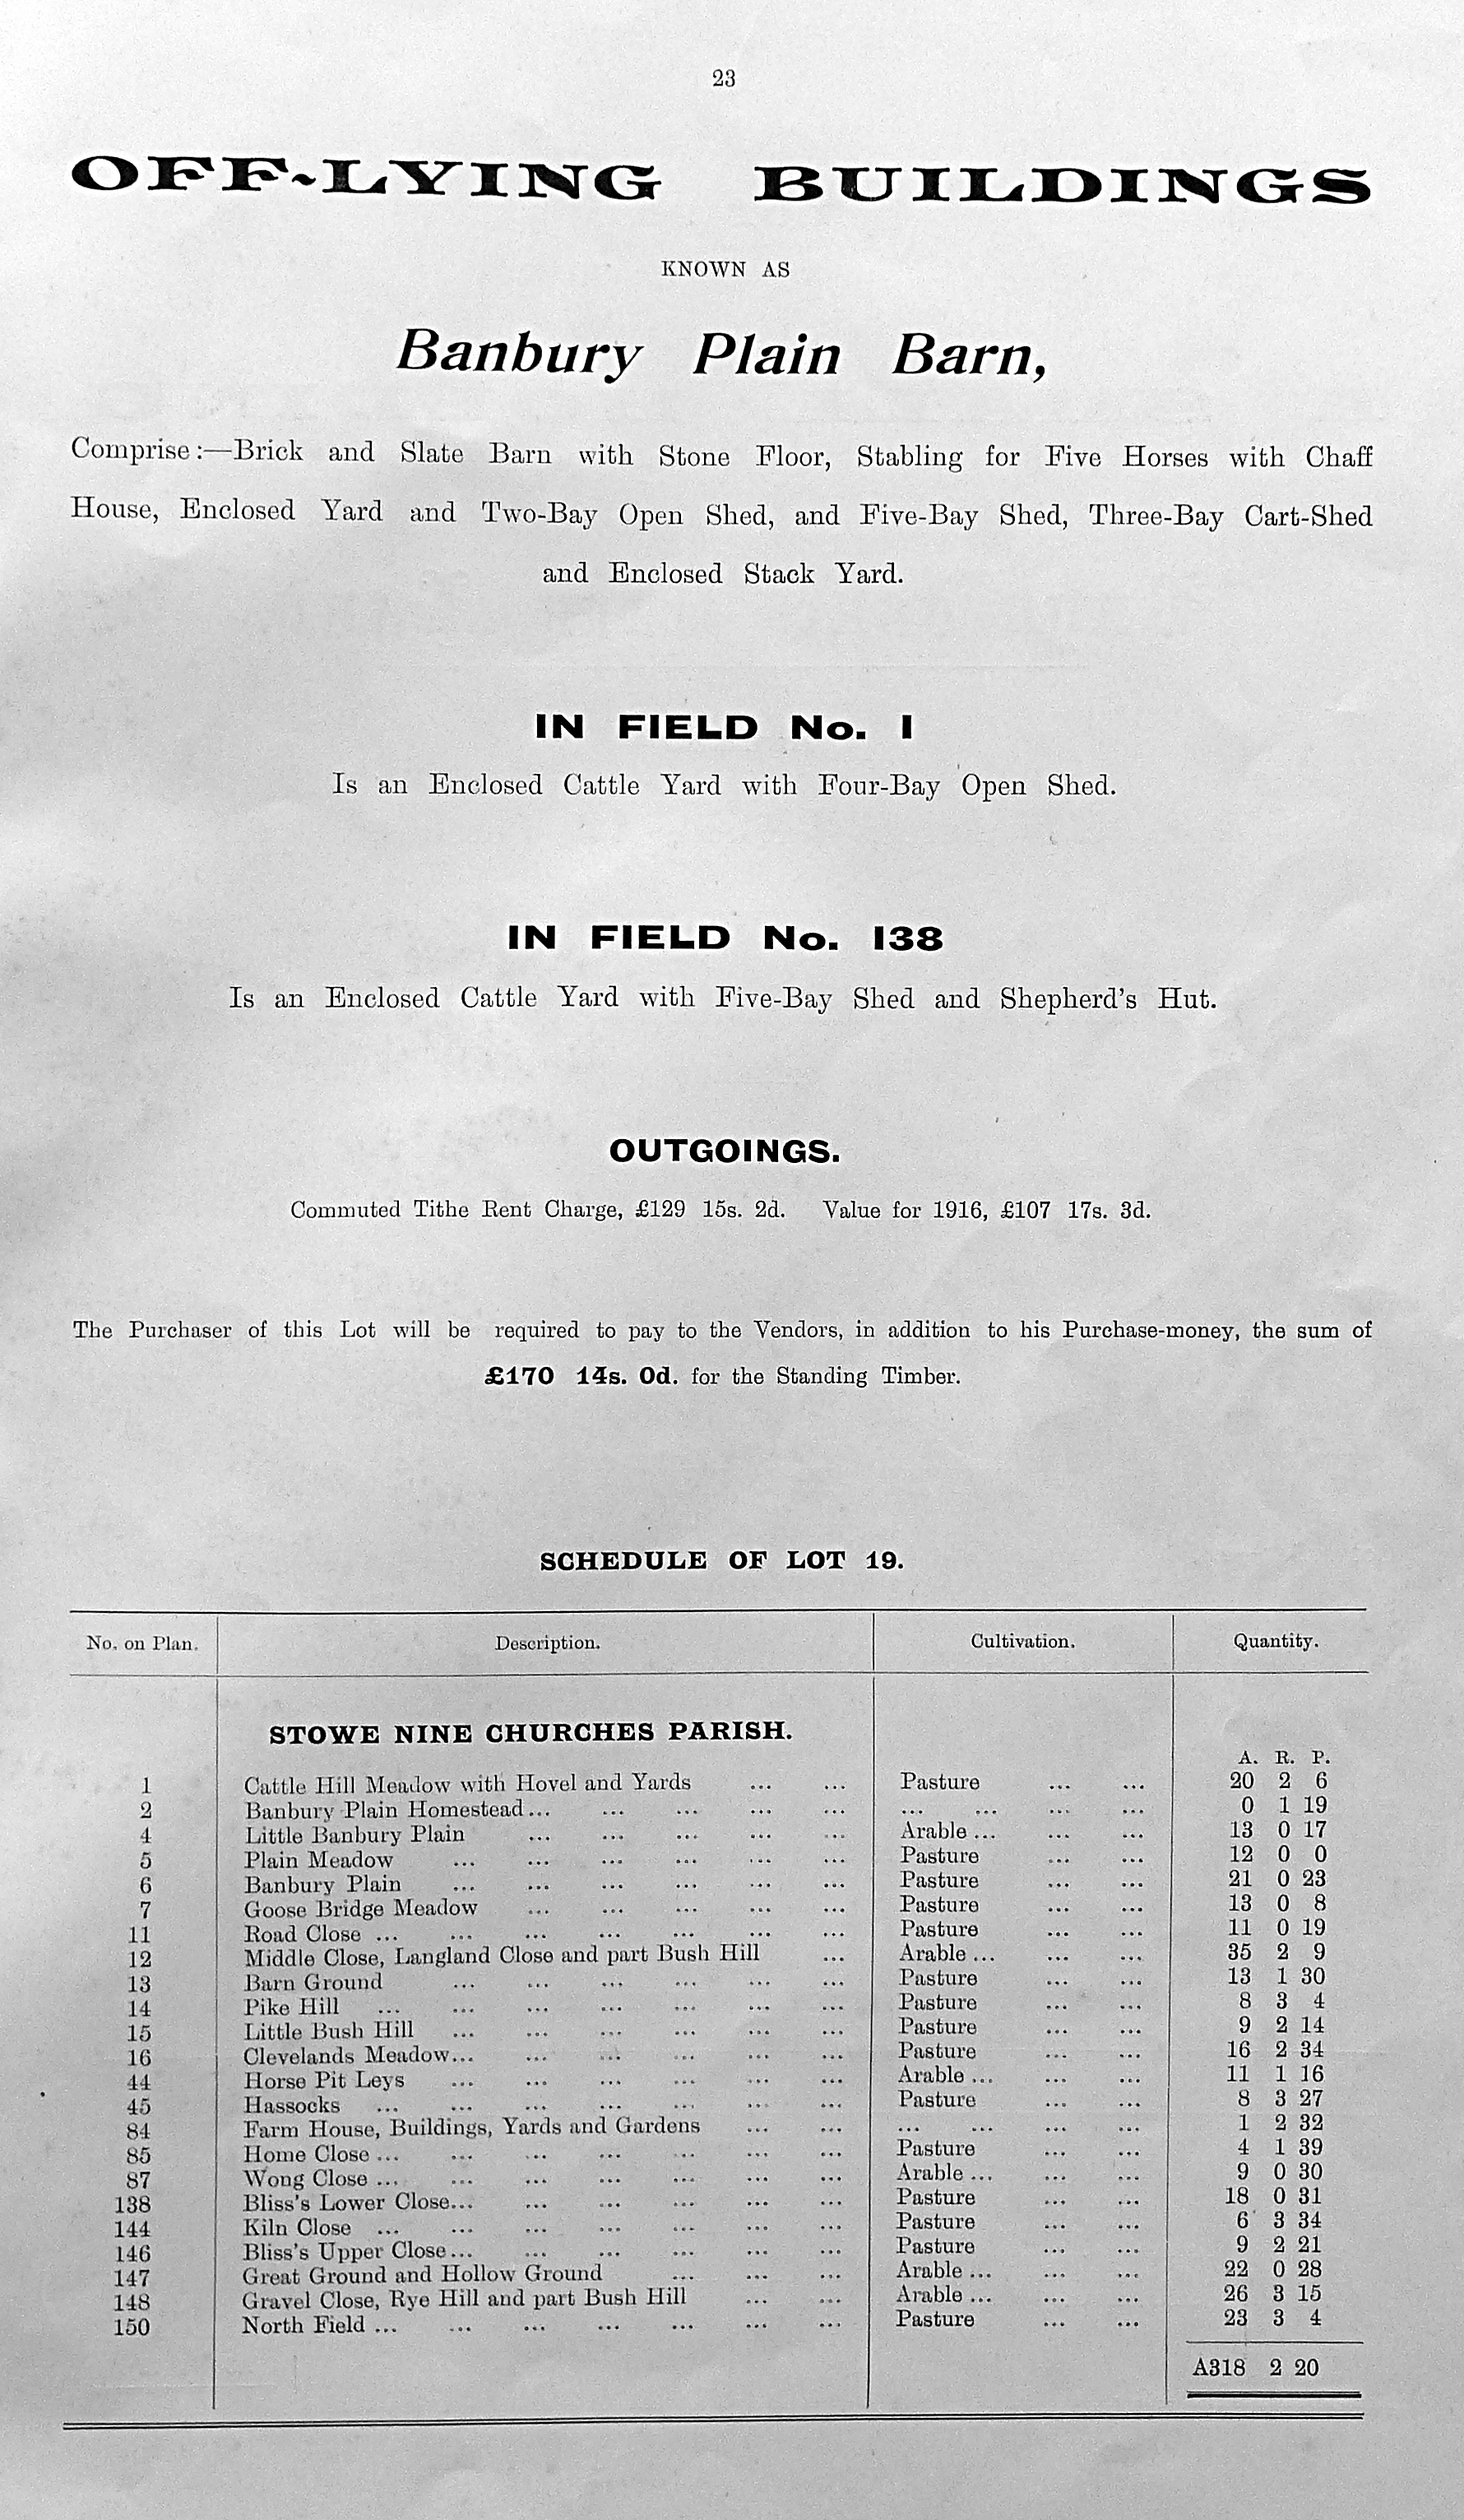 23
OFF-LYING BUILDINGS
KNOWN AS
Banbury Plain Barn,
Comprise:—Brick and Slate Barn with Stone Floor, Stabling for Five Horses with Chaff
House, Enclosed Yard and Two-Bay Open Shed, and Five-Bay Shed, Three-Bay Cart-Shed
and Enclosed Stack Yard.
IN FIELD No. 1
Is an Enclosed Cattle Yard with Four-Bay Open Shed.
IN FIELD No. 138
Is an Enclosed Cattle Yard with Five-Bay Shed and Shepherd's Hut.
OUTGOINGS.
Commuted Tithe Rent Charge, £129 15s. 2d. Value for 1916, £107 17s. 3d.
The Purchaser of this Lot will be required to pay to the Vendors, in addition to his Purchase-money, the sum of
£170 14s. 0d. for the Standing Timber.
SCHEDULE OF LOT 19.
No. on Plan. Description. Cultivation. Quantity.
STOWE NINE CHURCHES PARISH.
A. R. P.
1 Cattle Hill Meadow with Hovel and Yards ... ... Pasture ... ... 20 2 6
2 Banbury Plain Homestead ... ... ... ... ... ... ... ... ... 0 1 19
4 Little Banbury Plain ... ... ... ... ... Arable ... ... ... 13 0 17
5 Plain Meadow ... ... ... ... ... ... Pasture ... ... 12 0 0
6 Banbury Plain ... ... ... ... ... ... Pasture ... ... 21 0 23
7 Goose Bridge Meadow ... ... ... ... ... Pasture ... ... 13 0 8
11 Road Close ... ... ... ... ... ... ... Pasture ... ... 11 0 19
12 Middle Close, Langland Close and part Bush Hill ... Arable ... ... ... 35 2 9
13 Barn Ground ... ... ... ... ... ... Pasture ... ... 13 1 30
14 Pike Hill ... ... ... ... ... ... ... Pasture ... ... 8 3 4
15 Little Bush Hill ... ... ... ... ... ... Pasture ... ... 9 2 14
16 Clevelands Meadow ... ... ... ... ... ... Pasture ... ... 16 2 34
44 Horse Pit Leys ... ... ... ... ... ... Arable ... ... ... 11 1 16
45 Hassocks ... ... ... ... ... ... ... Pasture ... ... 8 3 27
84 Farm House, Buildings, Yards and Gardens ... ... ... ... ... ... 1 2 32
85 Home Close ... ... ... ... ... ... ... Pasture ... ... 4 1 39
87 Wong Close ... ... ... ... ... ... ... Arable ... ... ... 9 0 30
138 Bliss's Lower Close ... ... ... ... ... ... Pasture ... ... 18 0 31
144 Kiln Close ... ... ... ... ... ... ... Pasture ... ... 6 3 34
146 Bliss's Upper Close ... ... ... ... ... ... Pasture ... ... 9 2 21
147 Great Ground and Hollow Ground ... ... ... Arable ... ... ... 22 0 28
148 Gravel Close, Rye Hill and part Bush Hill ... ... Arable ... ... ... 26 3 15
150 North Field ... ... ... ... ... ... ... Pasture ... ... 23 3 4
A318 2 20